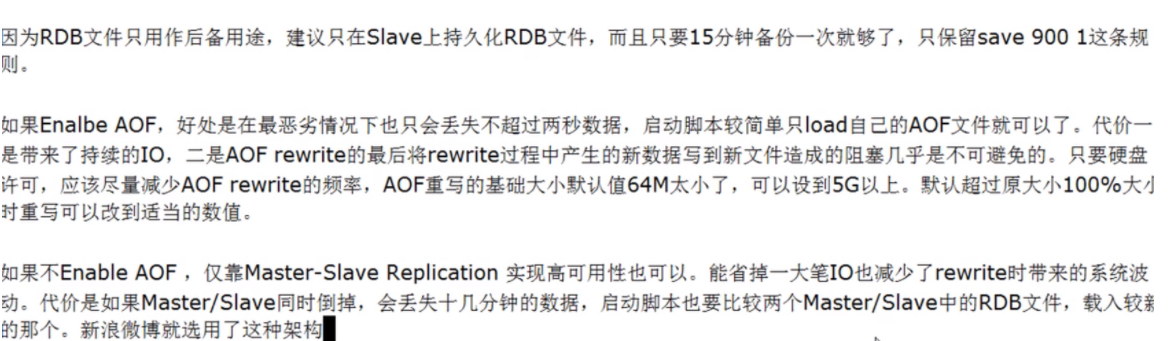 因为RDB文件只用作后备用途，建议只在Slave上持久化RDB文件，而且只要15分钟备份一次就够了，只保留save 900 1这条规
则。
如果Enalbe AOF，好处是在最恶劣情况下也只会丢失不超过两秒数据，启动脚本较简单只load自己的AOF文件就可以了。代价一
是带来了持续的IO，二是AOF rewrite的最后将rewrite过程中产生的新数据写到新文件造成的阻塞几乎是不可避免的。只要硬盘
许可，应该尽量减少AOF rewrite的频率，AOF重写的基础大小默认值64M太小了，可以设到5G以上。默认超过原大小100%大小
时重写可以改到适当的数值。
如果不Enable AOF ，仅靠Master-Slave Replication 实现高可用性也可以。能省掉一大笔IO也减少了rewrite时带来的系统波
动。代价是如果Master/Slave同时倒掉，会丢失十几分钟的数据，启动脚本也要比较两个Master/Slave中的RDB文件，载入较新
的那个。新浪微博就选用了这种架构